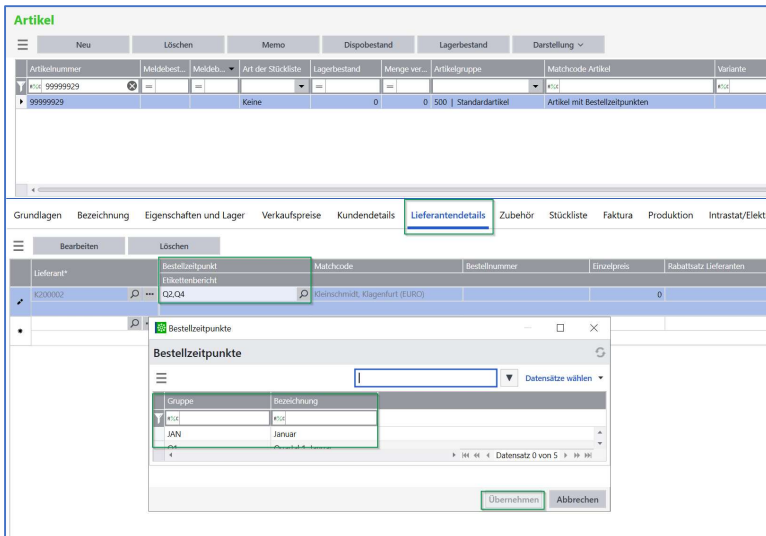 Artikel
Neu Löschen Memo Dispobestand Lagerbestand Darstellung
Artikelnummer Meldebest... Meldeb... Art der Stückliste Lagerbestand Menge ver... Artikelgruppe Matchcode Artikel Variante
99999929 = = = =
99999929 Keine 0 0 500 | Standardartikel Artikel mit Bestellzeitpunkten
Grundlagen Bezeichnung Eigenschaften und Lager Verkaufspreise Kundendetails Lieferantendetails Zubehör Stückliste Faktura Produktion Intrastat/Elekt
Bearbeiten Löschen
Lieferant* Bestellzeitpunkt Matchcode Bestellnummer Einzelpreis Rabattsatz Lieferanten
Etikettenbericht
K200002 ... Q2,Q4 Kleinschmidt, Klagenfurt (EURO) 0
Bestellzeitpunkte
Bestellzeitpunkte
Datensätze wählen
Gruppe Bezeichnung
JAN Januar
Datensatz 0 von 5
Übernehmen Abbrechen